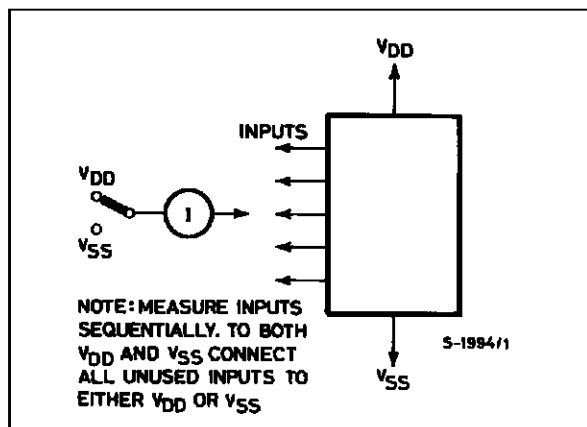 VDD
INPUTS
VDD
I
VSS
NOTE: MEASURE INPUTS
SEQUENTIALLY. TO BOTH
VDD AND VSS CONNECT
ALL UNUSED INPUTS TO
EITHER VDD OR VSS
S-1994/1
VSS